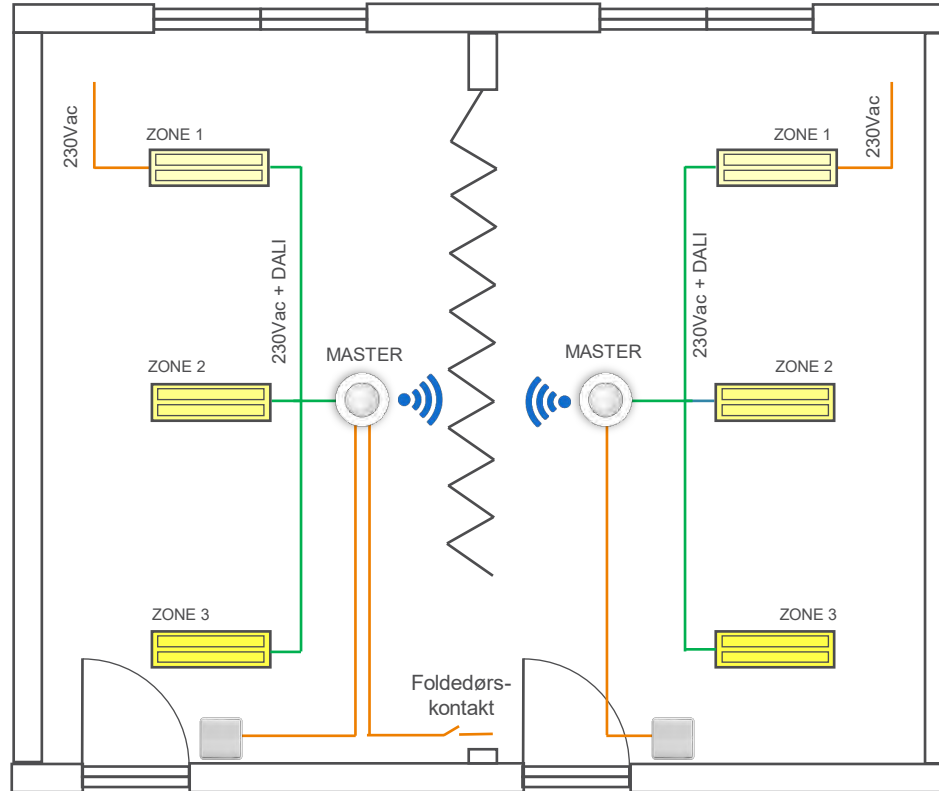 230Vac
ZONE 1
ZONE 1
230Vac
230Vac + DALI
230Vac + DALI
MASTER
MASTER
ZONE 2
ZONE 2
ZONE 3
ZONE 3
Foldedørs-
kontakt